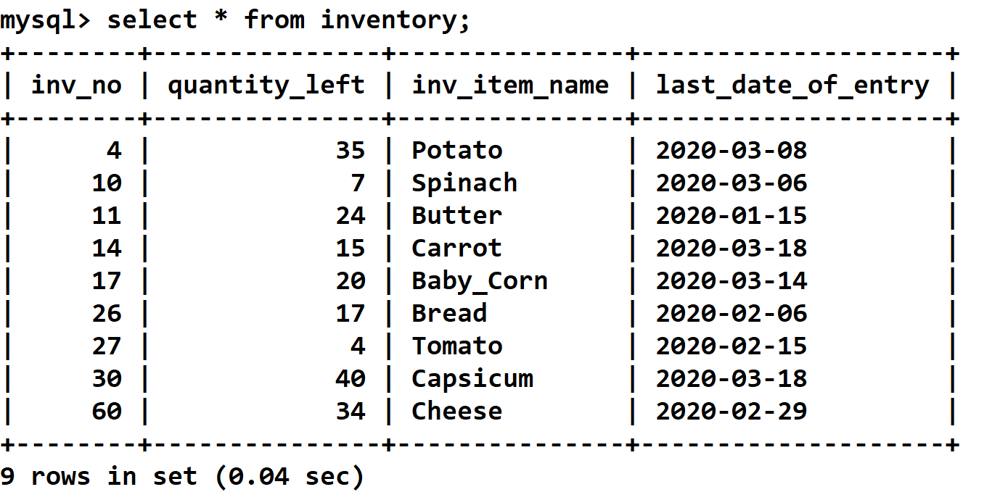 mysql> select * from inventory;
+--------+---------------+---------------+--------------------+
| inv_no | quantity_left | inv_item_name | last_date_of_entry |
+--------+---------------+---------------+--------------------+
|      4 |            35 | Potato        | 2020-03-08         |
|     10 |             7 | Spinach       | 2020-03-06         |
|     11 |            24 | Butter        | 2020-01-15         |
|     14 |            15 | Carrot        | 2020-03-18         |
|     17 |            20 | Baby_Corn     | 2020-03-14         |
|     26 |            17 | Bread         | 2020-02-06         |
|     27 |             4 | Tomato        | 2020-02-15         |
|     30 |            40 | Capsicum      | 2020-03-18         |
|     60 |            34 | Cheese        | 2020-02-29         |
+--------+---------------+---------------+--------------------+
9 rows in set (0.04 sec)